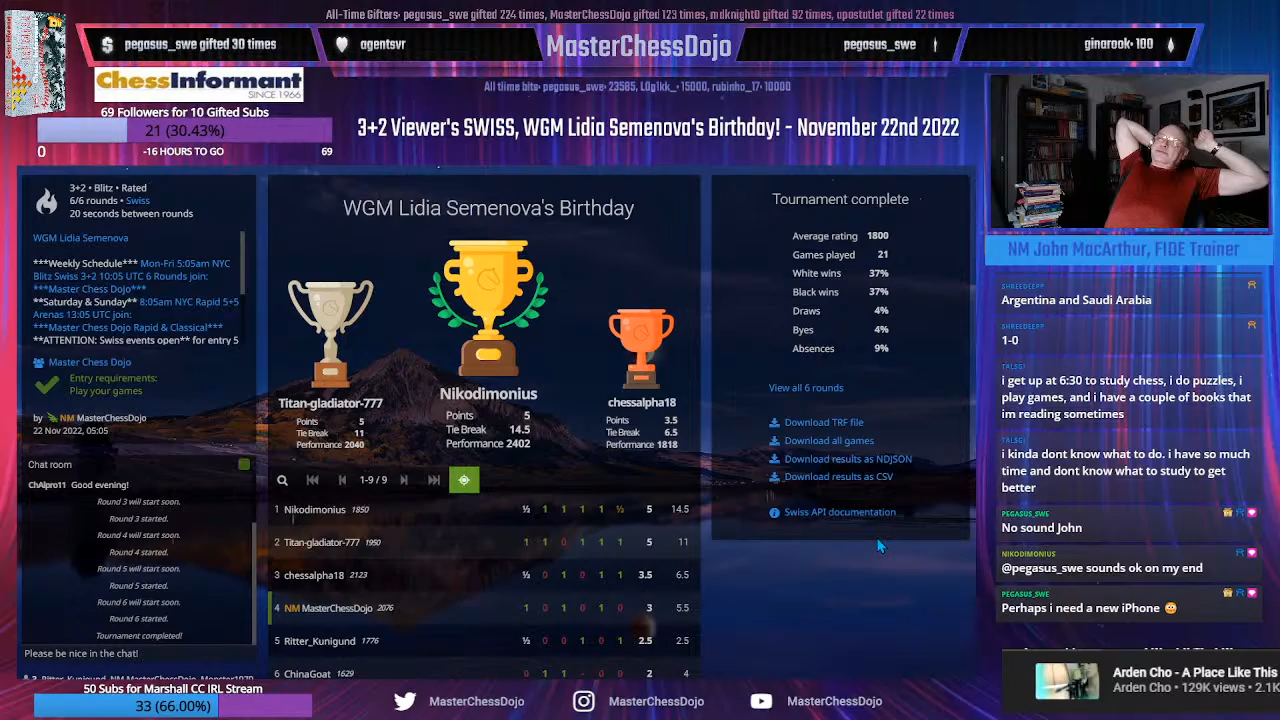 All-Time Gifters• pegasus_swe gifted 224 times, MasterChessDojo gifted 123 times, mdknight0 gifted 92 times, apostutlet gifted 22 times
pegasus_swe gifted 30 times
agentsvr
MasterChessDojo
pegasus_swe
ginarook• 100
ChessInformant
SINCE 1966
All time bits• pegasus_swe• 23585, L0g1kk_• 15000, rubinho_17• 10000
69 Followers for 10 Gifted Subs
21 (30.43%)
0
-16 HOURS TO GO
69
3+2 Viewer's SWISS, WGM Lidia Semenova's Birthday! - November 22nd 2022
3+2 • Blitz • Rated
6/6 rounds • Swiss
20 seconds between rounds
WGM Lidia Semenova
***Weekly Schedule*** Mon-Fri 5:05am NYC
Blitz Swiss 3+2 10:05 UTC 6 Rounds join:
***Master Chess Dojo***
**Saturday & Sunday** 8:05am NYC Rapid 5+5
Arenas 13:05 UTC join:
***Master Chess Dojo Rapid & Classical***
**ATTENTION: Swiss events open** for entry 5
Master Chess Dojo
Entry requirements:
Play your games
by NM MasterChessDojo
22 Nov 2022, 05:05
Chat room
ChAlpro11 Good evening!
Round 3 will start soon.
Round 3 started.
Round 4 will start soon.
Round 4 started.
Round 5 will start soon.
Round 5 started.
Round 6 will start soon.
Round 6 started.
Tournament completed!
Please be nice in the chat!
3 Ritter_Kunigund, NM MasterChessDojo, Monster1979
50 Subs for Marshall CC IRL Stream
33 (66.00%)
WGM Lidia Semenova's Birthday
Titan-gladiator-777
Points 5
Tie Break 11
Performance 2040
Nikodimonius
Points 5
Tie Break 14.5
Performance 2402
chessalpha18
Points 3.5
Tie Break 6.5
Performance 1818
1-9 / 9
1 Nikodimonius 1850 ½ 1 1 1 1 ½ 5 14.5
2 Titan-gladiator-777 1950 1 1 0 1 1 1 5 11
3 chessalpha18 2123 ½ 0 1 0 1 1 3.5 6.5
4 NM MasterChessDojo 2076 1 0 1 0 1 0 3 5.5
5 Ritter_Kunigund 1776 ½ 0 0 1 0 1 2.5 2.5
6 ChinaGoat 1629 0 1 1 - 0 0 2 4
Tournament complete
Average rating 1800
Games played 21
White wins 37%
Black wins 37%
Draws 4%
Byes 4%
Absences 9%
View all 6 rounds
Download TRF file
Download all games
Download results as NDJSON
Download results as CSV
Swiss API documentation
NM John MacArthur, FIDE Trainer
SHREEDEEPP
Argentina and Saudi Arabia
SHREEDEEPP
1-0
TALSGI
i get up at 6:30 to study chess, i do puzzles, i
play games, and i have a couple of books that
im reading sometimes
TALSGI
i kinda dont know what to do. i have so much
time and dont know what to study to get
better
PEGASUS_SWE
No sound John
NIKODIMONIUS
@pegasus_swe sounds ok on my end
PEGASUS_SWE
Perhaps i need a new iPhone
Arden Cho - A Place Like This
Arden Cho • 129K views • 2.1K
MasterChessDojo
MasterChessDojo
MasterChessDojo